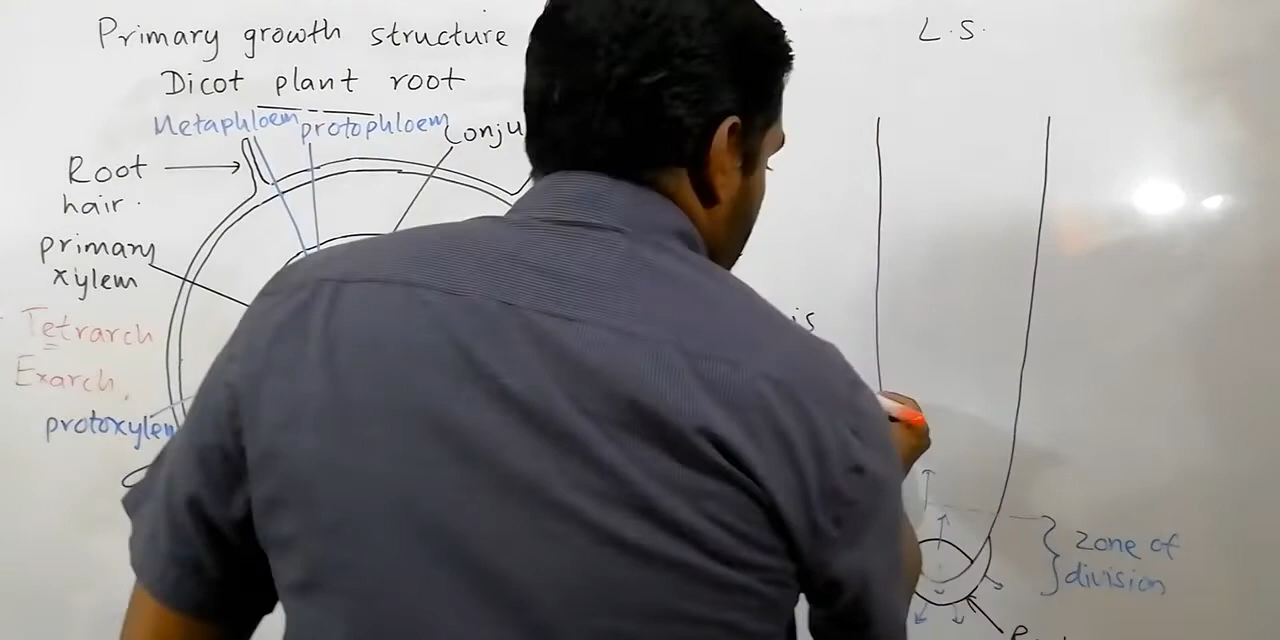 Primary growth structure
Dicot plant root
Metaphloem protophloem Conju
Root
hair.
primary
xylem
Tetrarch
Exarch,
protoxylem
L.S.
is
Zone of
division